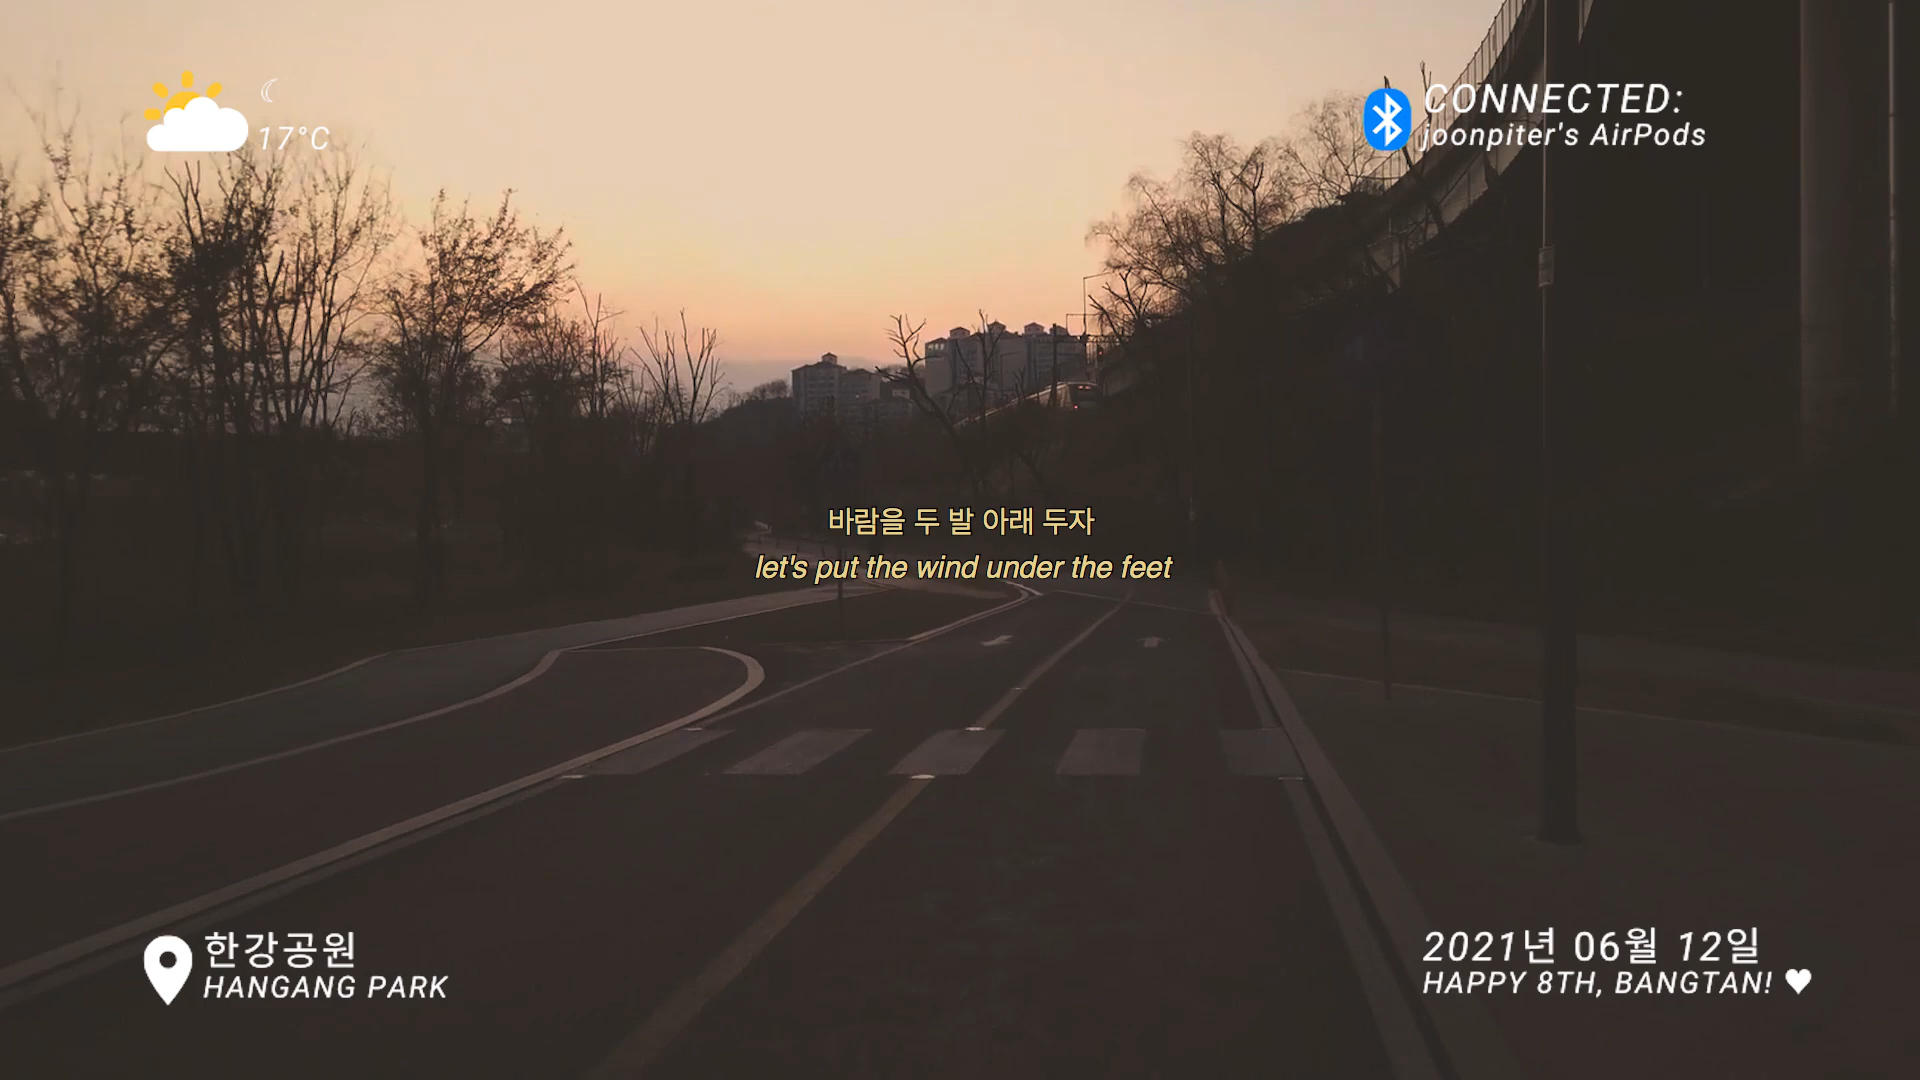 17°C
CONNECTED:
joonpiter's AirPods
바람을 두 발 아래 두자
let's put the wind under the feet
한강공원
HANGANG PARK
2021년 06월 12일
HAPPY 8TH, BANGTAN! ♥